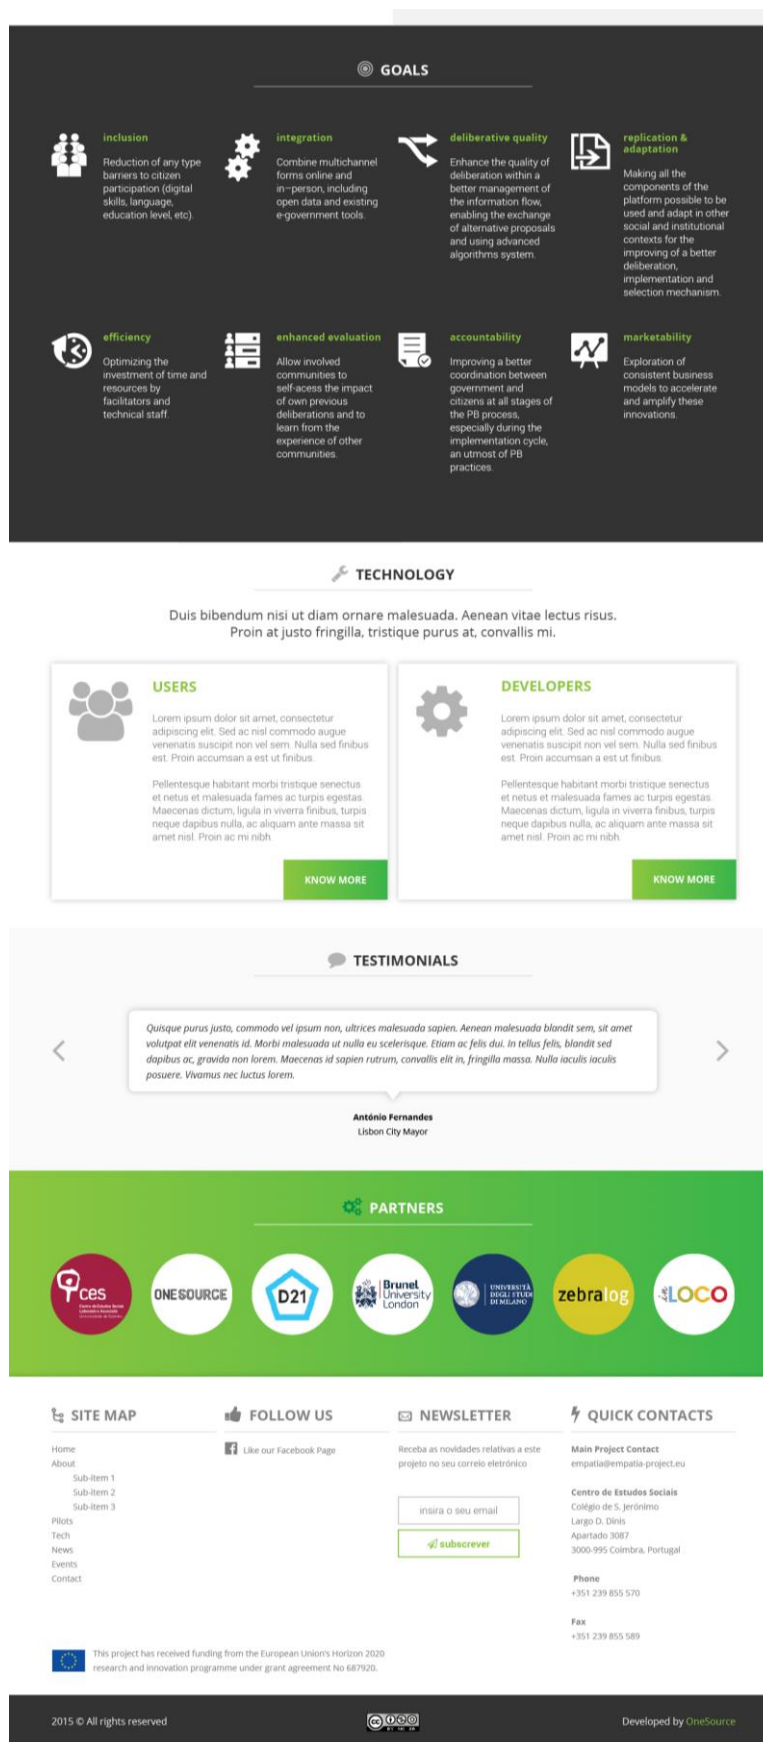 GOALS
inclusion
Reduction of any type
barriers to citizen
participation (digital
skills, language,
education level, etc).
integration
Combine multichannel
forms online and
in-person, including
open data and existing
e-government tools.
deliberative quality
Enhance the quality of
deliberation within a
better management of
the information flow,
enabling the exchange
of alternative proposals
and using advanced
algorithms system.
replication &
adaptation
Making all the
components of the
platform possible to be
used and adapt in other
social and institutional
contexts for the
improving of a better
deliberation,
implementation and
selection mechanism.
efficiency
Optimizing the
investment of time and
resources by
facilitators and
technical staff.
enhanced evaluation
Allow involved
communities to
self-acess the impact
of own previous
deliberations and to
learn from the
experience of other
communities.
accountability
Improving a better
coordination between
government and
citizens at all stages of
the PB process,
especially during the
implementation cycle,
an utmost of PB
practices.
marketability
Exploration of
consistent business
models to accelerate
and amplify these
innovations.
TECHNOLOGY
Duis bibendum nisi ut diam ornare malesuada. Aenean vitae lectus risus.
Proin at justo fringilla, tristique purus at, convallis mi.
USERS
Lorem ipsum dolor sit amet, consectetur
adipiscing elit. Sed ac nisl commodo augue
venenatis suscipit non vel sem. Nulla sed finibus
est. Proin accumsan a est ut finibus.
Pellentesque habitant morbi tristique senectus
et netus et malesuada fames ac turpis egestas.
Maecenas dictum, ligula in viverra finibus, turpis
neque dapibus nulla, ac aliquam ante massa sit
amet nisl. Proin ac mi nibh.
KNOW MORE
DEVELOPERS
Lorem ipsum dolor sit amet, consectetur
adipiscing elit. Sed ac nisl commodo augue
venenatis suscipit non vel sem. Nulla sed finibus
est. Proin accumsan a est ut finibus.
Pellentesque habitant morbi tristique senectus
et netus et malesuada fames ac turpis egestas.
Maecenas dictum, ligula in viverra finibus, turpis
neque dapibus nulla, ac aliquam ante massa sit
amet nisl. Proin ac mi nibh.
KNOW MORE
TESTIMONIALS
Quisque purus justo, commodo vel ipsum non, ultrices malesuada sapien. Aenean malesuada blandit sem, sit amet
volutpat elit venenatis id. Morbi malesuada ut nulla eu scelerisque. Etiam ac felis dui. In tellus felis, blandit sed
dapibus ac, gravida non lorem. Maecenas id sapien rutrum, convallis elit in, fringilla massa. Nulla iaculis iaculis
posuere. Vivamus nec luctus lorem.
António Fernandes
Lisbon City Mayor
PARTNERS
ces
ONESOURCE
D21
Brunel
University
London
UNIVERSITÀ
DEGLI STUDI
DI MILANO
zebralog
in LOCO
SITE MAP
Home
About
Sub-item 1
Sub-item 2
Sub-item 3
Pilots
Tech
News
Events
Contact
FOLLOW US
Like our Facebook Page
NEWSLETTER
Receba as novidades relativas a este
projeto no seu correio eletrónico
insira o seu email
subscrever
QUICK CONTACTS
Main Project Contact
empatia@empatia-project.eu
Centro de Estudos Sociais
Colégio de S. Jerónimo
Largo D. Dinis
Apartado 3087
3000-995 Coimbra, Portugal
Phone
+351 239 855 570
Fax
+351 239 855 589
This project has received funding from the European Union's Horizon 2020
research and innovation programme under grant agreement No 687920.
2015 © All rights reserved
Developed by OneSource